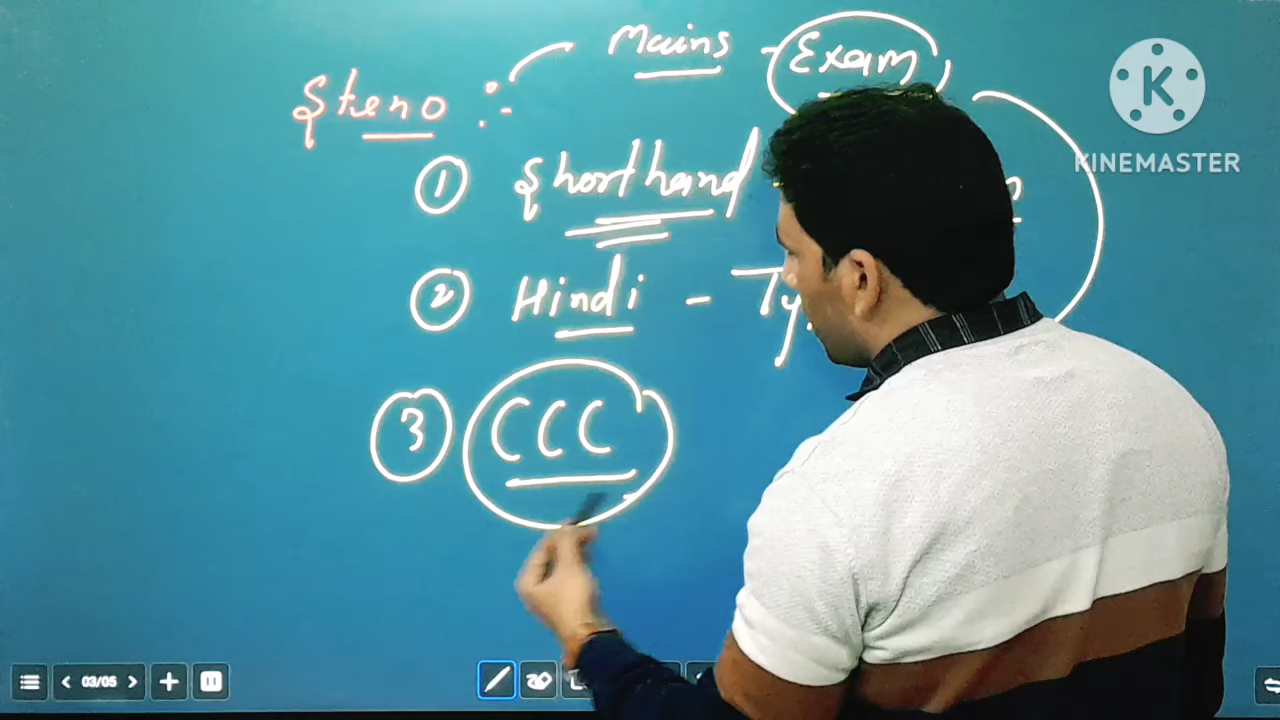 Mains - Exam
Steno :-
K
KINEMASTER
① Shorthand
② Hindi - Ty
③ CCC
03/05